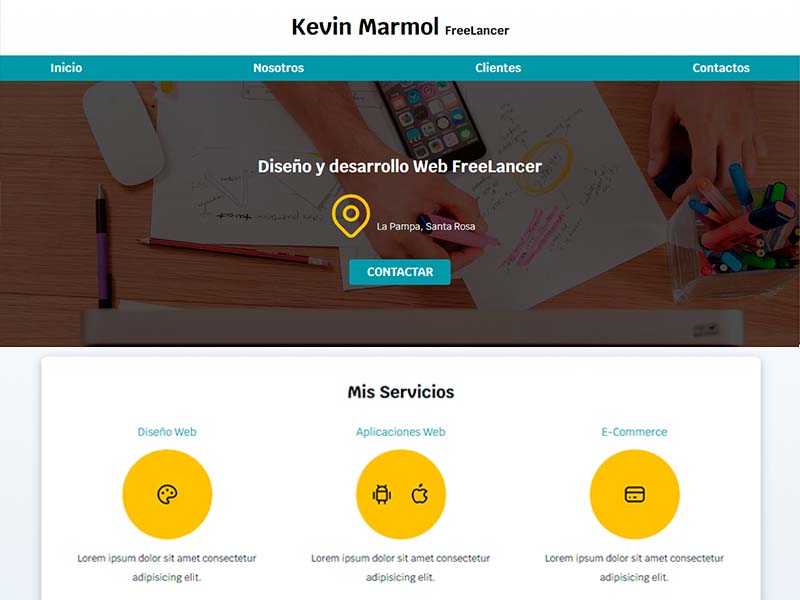 Kevin Marmol FreeLancer
Inicio Nosotros Clientes Contactos
Diseño y desarrollo Web FreeLancer
La Pampa, Santa Rosa
CONTACTAR
Mis Servicios
Diseño Web Aplicaciones Web E-Commerce
Lorem ipsum dolor sit amet consectetur Lorem ipsum dolor sit amet consectetur Lorem ipsum dolor sit amet consectetur
adipisicing elit. adipisicing elit. adipisicing elit.